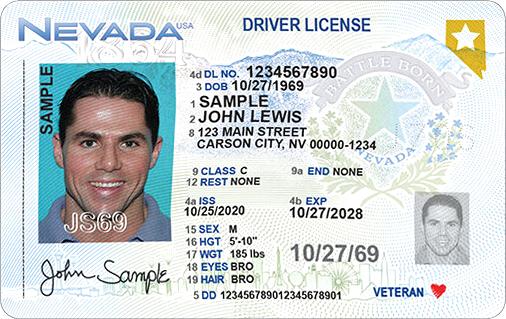 NEVADA USA DRIVER LICENSE
SAMPLE
4d DL NO. 1234567890
3 DOB 10/27/1969
1 SAMPLE
2 JOHN LEWIS
8 123 MAIN STREET
CARSON CITY, NV 00000-1234
BATTLE BORN
NEVADA
9 CLASS C 9a END NONE
12 REST NONE
4a ISS 4b EXP
10/25/2020 10/27/2028
JS69
15 SEX M
16 HGT 5'-10"
17 WGT 185 lbs
10/27/69
18 EYES BRO
19 HAIR BRO
John Sample
5 DD 123456789012345678901
VETERAN ♥